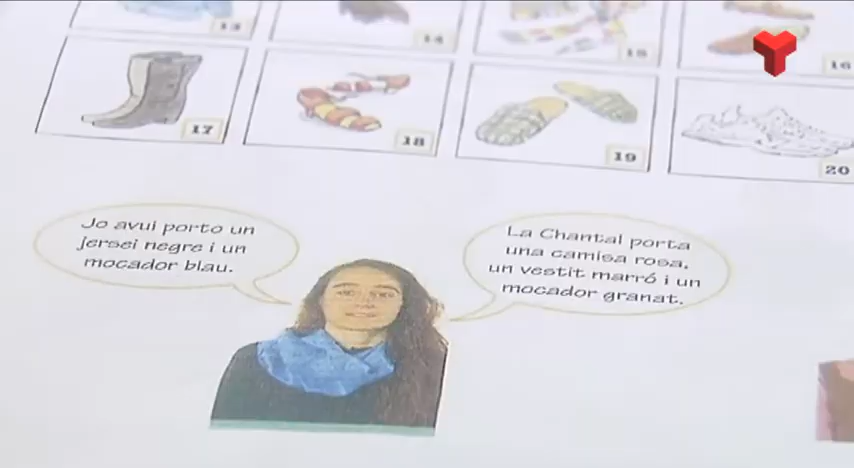 13
14
15
16
17
18
19
20
Jo avui porto un
jersei negre i un
mocador blau.
La Chantal porta
una camisa rosa,
un vestit marró i un
mocador granat.